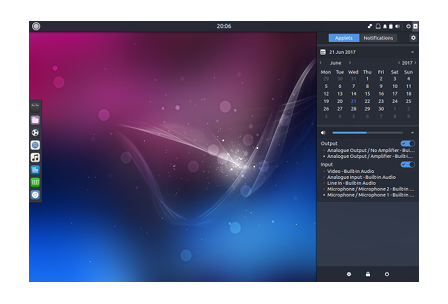 20:06
Applets Notifications
21 Jun 2017
June 2017
Mon Tue Wed Thu Fri Sat Sun
29 30 31 1 2 3 4
5 6 7 8 9 10 11
12 13 14 15 16 17 18
19 20 21 22 23 24 25
26 27 28 29 30 1 2
3 4 5 6 7 8 9
Output
Analogue Output / No Amplifier - Bui...
Analogue Output / Amplifier - Built-i...
Input
Video - Built-in Audio
Analogue Input - Built-in Audio
Line In - Built-in Audio
Microphone / Microphone 2 - Built-in ...
Microphone / Microphone 1 - Built-in ...